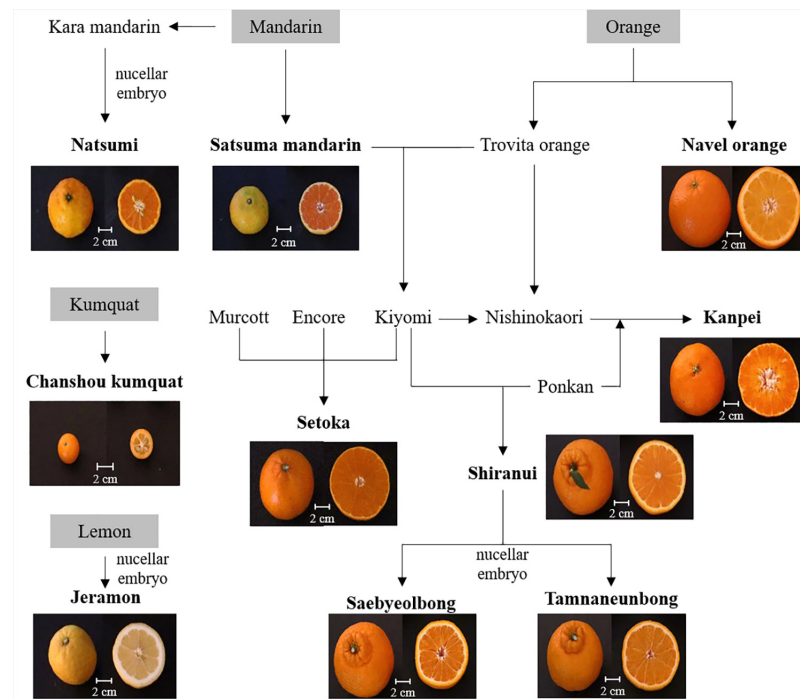 Kara mandarin
Mandarin
Orange
nucellar
embryo
Natsumi
Satsuma mandarin
Trovita orange
Navel orange
2 cm
2 cm
2 cm
Kumquat
Murcott
Encore
Kiyomi
Nishinokaori
Kanpei
Chanshou kumquat
Ponkan
2 cm
2 cm
Setoka
Shiranui
2 cm
2 cm
Lemon
nucellar
embryo
nucellar
embryo
Jeramon
Saebyeolbong
Tamnaneunbong
2 cm
2 cm
2 cm